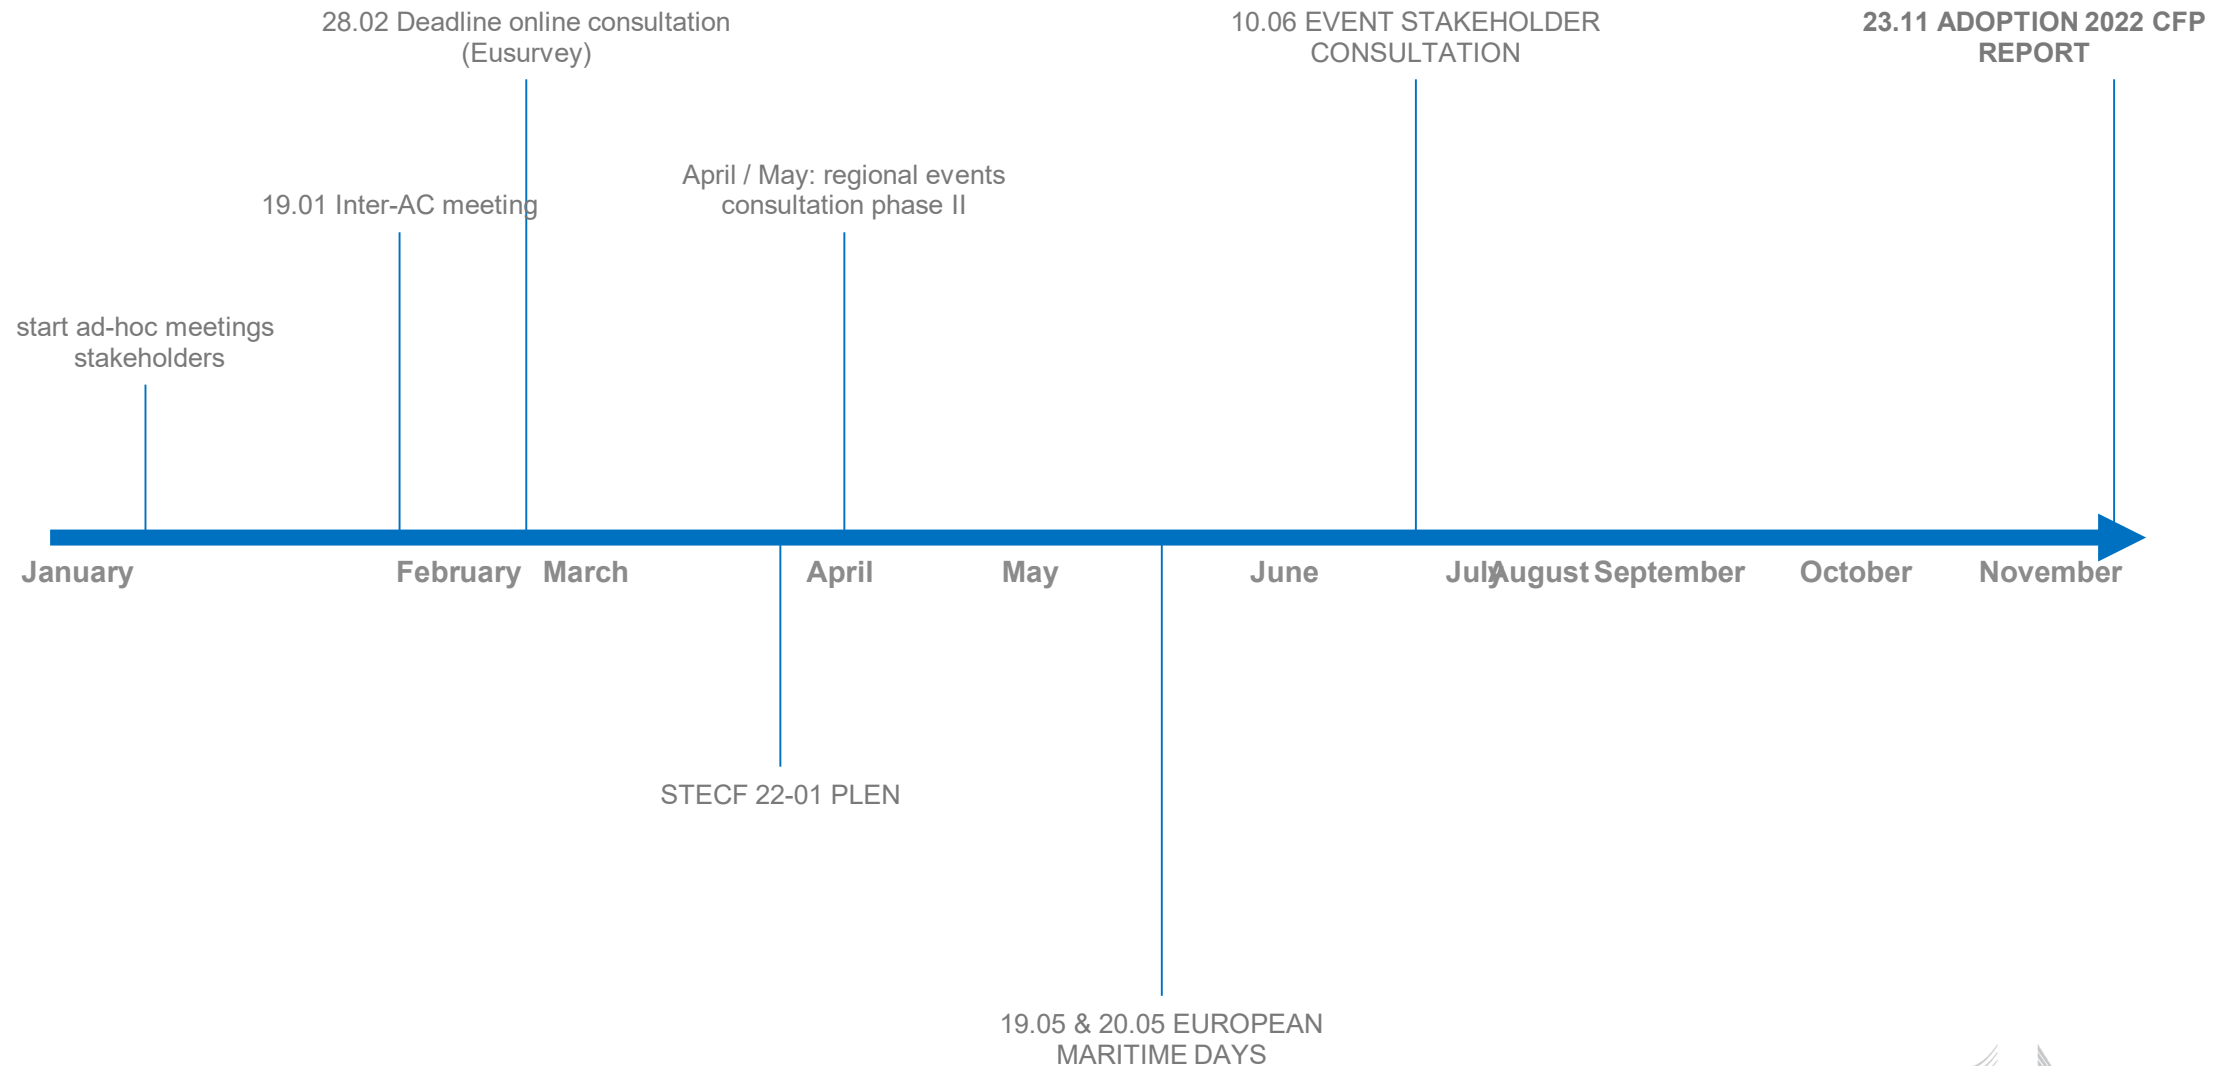 28.02 Deadline online consultation
(Eusurvey)
10.06 EVENT STAKEHOLDER
CONSULTATION
23.11 ADOPTION 2022 CFP
REPORT
19.01 Inter-AC meeting
April / May: regional events
consultation phase II
start ad-hoc meetings
stakeholders
January
February
March
April
May
June
July
August
September
October
November
STECF 22-01 PLEN
19.05 & 20.05 EUROPEAN
MARITIME DAYS